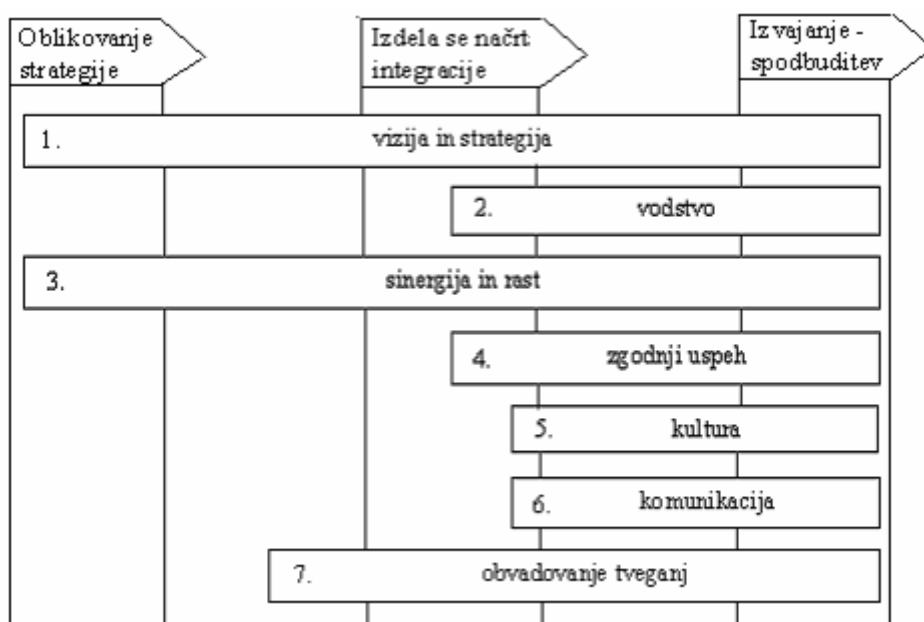 Oblikovanje
strategije
Izdela se načrt
integracije
Izvajanje -
spodbuditev
1. vizija in strategija
2. vodstvo
3. sinergija in rast
4. zgodnji uspeh
5. kultura
6. komunikacija
7. obvadovanje tveganj